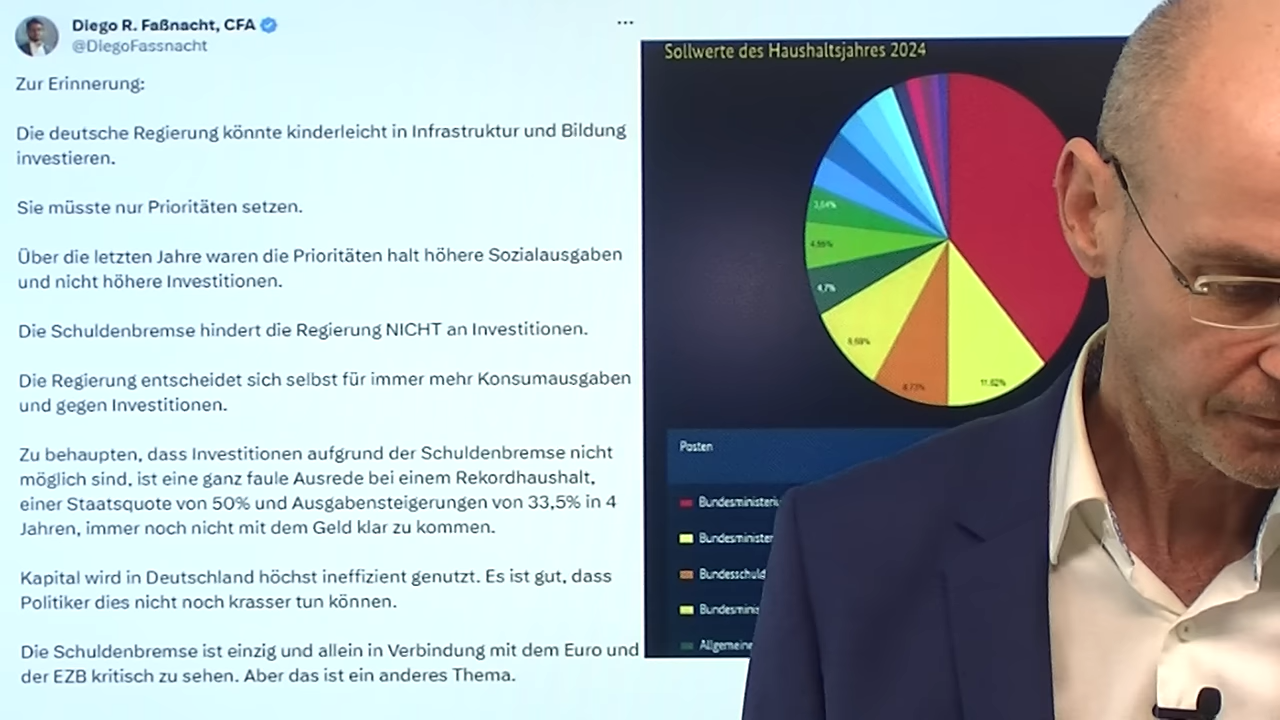 Diego R. Faßnacht, CFA
@DiegoFassnacht
...
Zur Erinnerung:
Die deutsche Regierung könnte kinderleicht in Infrastruktur und Bildung
investieren.
Sie müsste nur Prioritäten setzen.
Über die letzten Jahre waren die Prioritäten halt höhere Sozialausgaben
und nicht höhere Investitionen.
Die Schuldenbremse hindert die Regierung NICHT an Investitionen.
Die Regierung entscheidet sich selbst für immer mehr Konsumausgaben
und gegen Investitionen.
Zu behaupten, dass Investitionen aufgrund der Schuldenbremse nicht
möglich sind, ist eine ganz faule Ausrede bei einem Rekordhaushalt,
einer Staatsquote von 50% und Ausgabensteigerungen von 33,5% in 4
Jahren, immer noch nicht mit dem Geld klar zu kommen.
Kapital wird in Deutschland höchst ineffizient genutzt. Es ist gut, dass
Politiker dies nicht noch krasser tun können.
Die Schuldenbremse ist einzig und allein in Verbindung mit dem Euro und
der EZB kritisch zu sehen. Aber das ist ein anderes Thema.
Sollwerte des Haushaltsjahres 2024
4,7%
11,82%
Posten
Bundesministeriu
Bundesminister
Bundesschuld
Bundesminis
Allgemeine